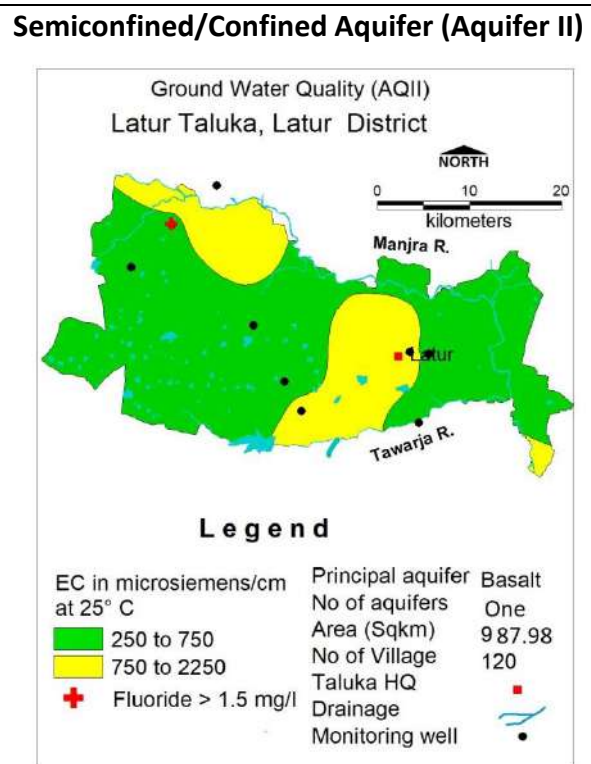 Semiconfined/Confined Aquifer (Aquifer II)
Ground Water Quality (AQII)
Latur Taluka, Latur District
NORTH
0 10 20
kilometers
Manjra R.
Latur
Tawarja R.
Legend
EC in microsiemens/cm
at 25° C
250 to 750
750 to 2250
Fluoride > 1.5 mg/l
Principal aquifer Basalt
No of aquifers One
Area (Sqkm) 987.98
No of Village 120
Taluka HQ
Drainage
Monitoring well